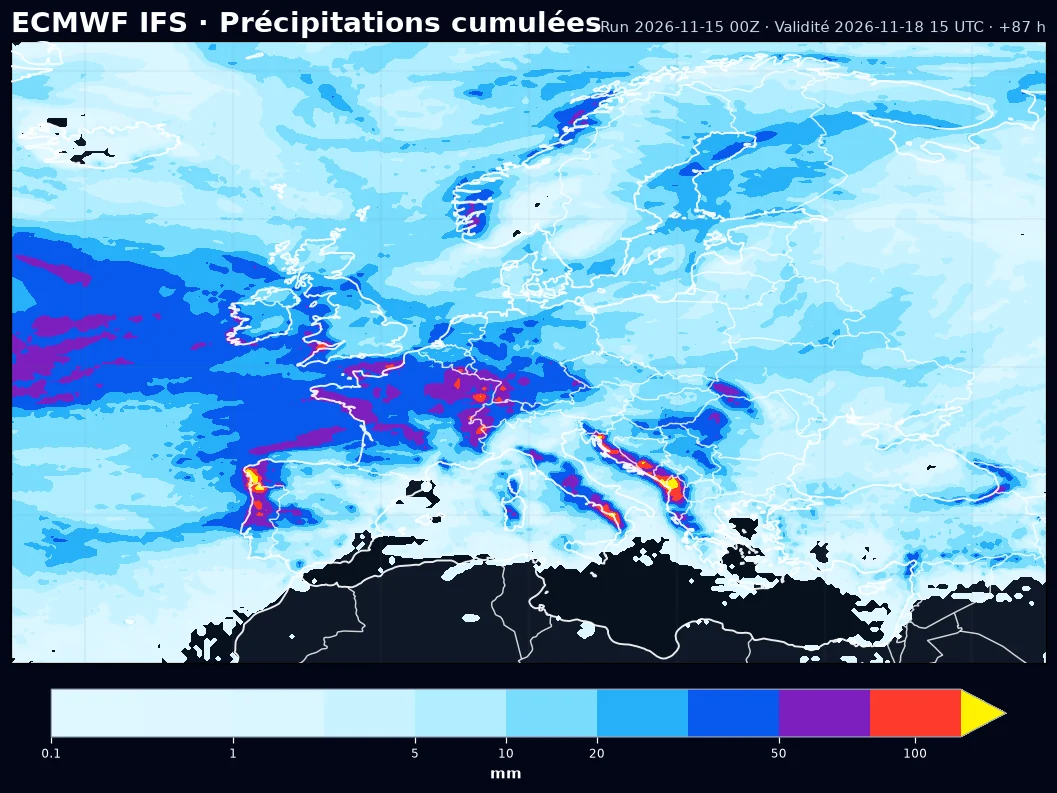 ECMWF IFS · Précipitations cumulées
Run 2026-11-15 00Z · Validité 2026-11-18 15 UTC · +87 h
0.1 1 5 10 20 50 100
mm